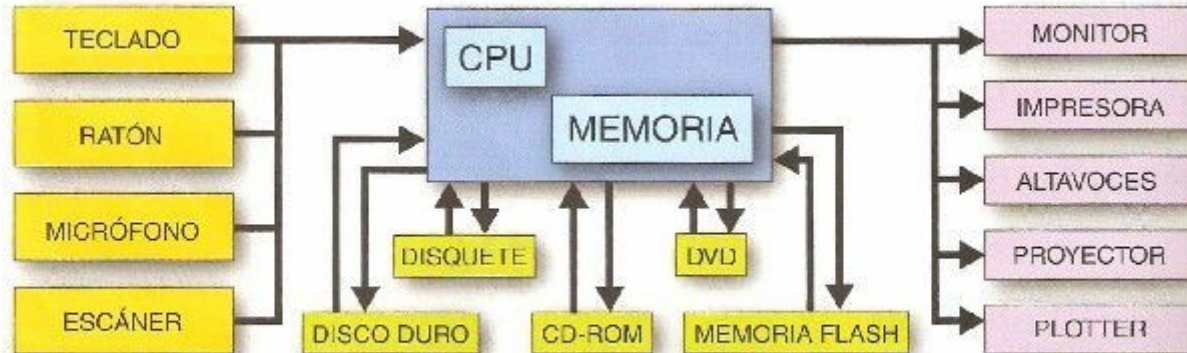 TECLADO
RATÓN
MICRÓFONO
ESCÁNER
CPU
MEMORIA
DISQUETE
DVD
DISCO DURO
CD-ROM
MEMORIA FLASH
MONITOR
IMPRESORA
ALTAVOCES
PROYECTOR
PLOTTER